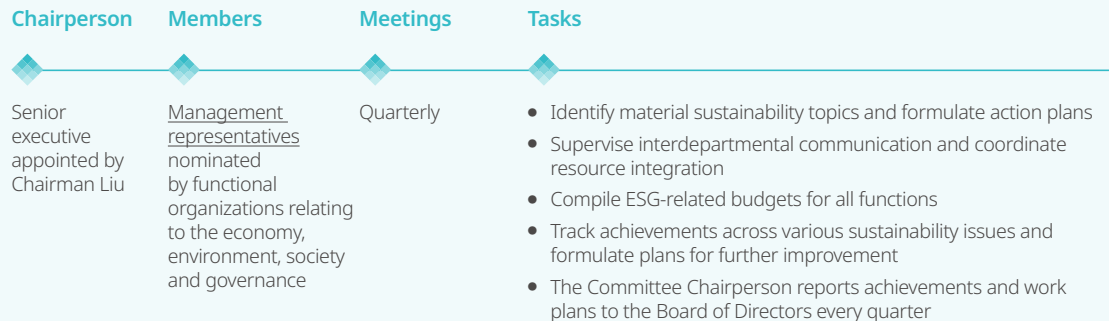 Chairperson
Members
Meetings
Tasks
Senior
executive
appointed by
Chairman Liu
Management
representatives
nominated
by functional
organizations relating
to the economy,
environment, society
and governance
Quarterly
• Identify material sustainability topics and formulate action plans
• Supervise interdepartmental communication and coordinate
resource integration
• Compile ESG-related budgets for all functions
• Track achievements across various sustainability issues and
formulate plans for further improvement
• The Committee Chairperson reports achievements and work
plans to the Board of Directors every quarter